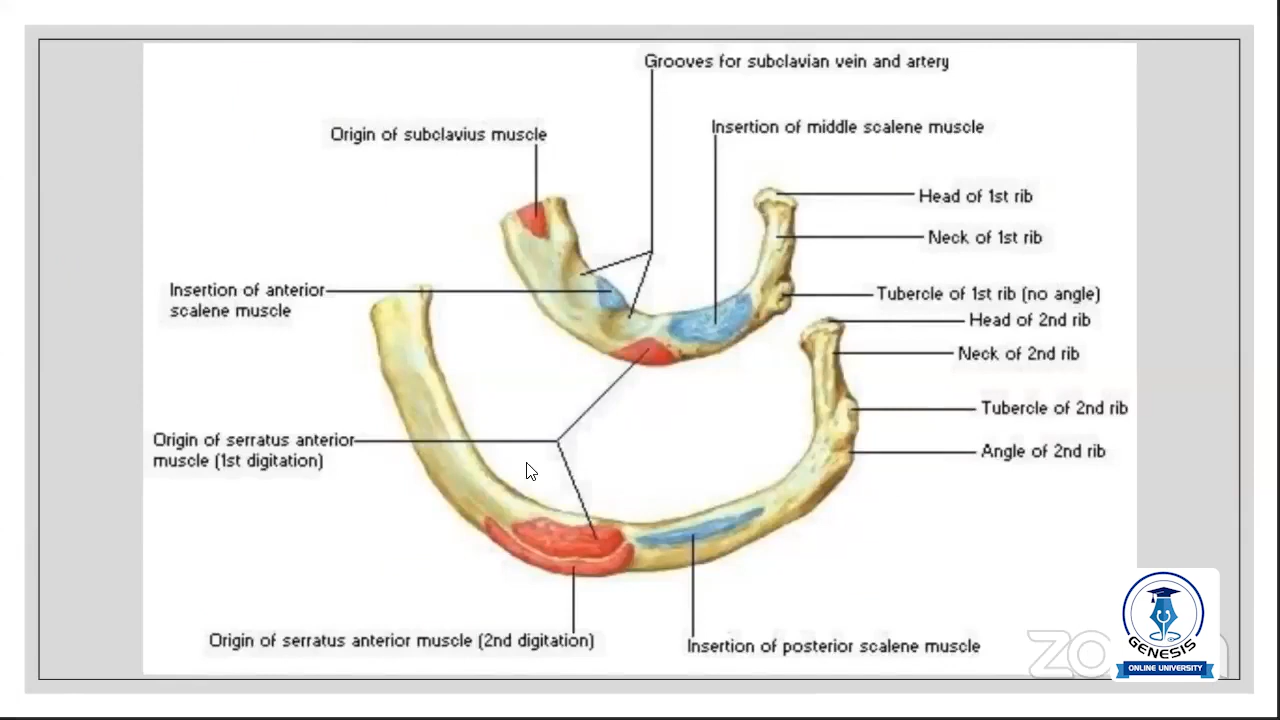 Grooves for subclavian vein and artery
Origin of subclavius muscle
Insertion of middle scalene muscle
Head of 1st rib
Neck of 1st rib
Insertion of anterior
scalene muscle
Tubercle of 1st rib (no angle)
Head of 2nd rib
Neck of 2nd rib
Tubercle of 2nd rib
Origin of serratus anterior
muscle (1st digitation)
Angle of 2nd rib
Origin of serratus anterior muscle (2nd digitation)
Insertion of posterior scalene muscle
GENESIS
ONLINE UNIVERSITY